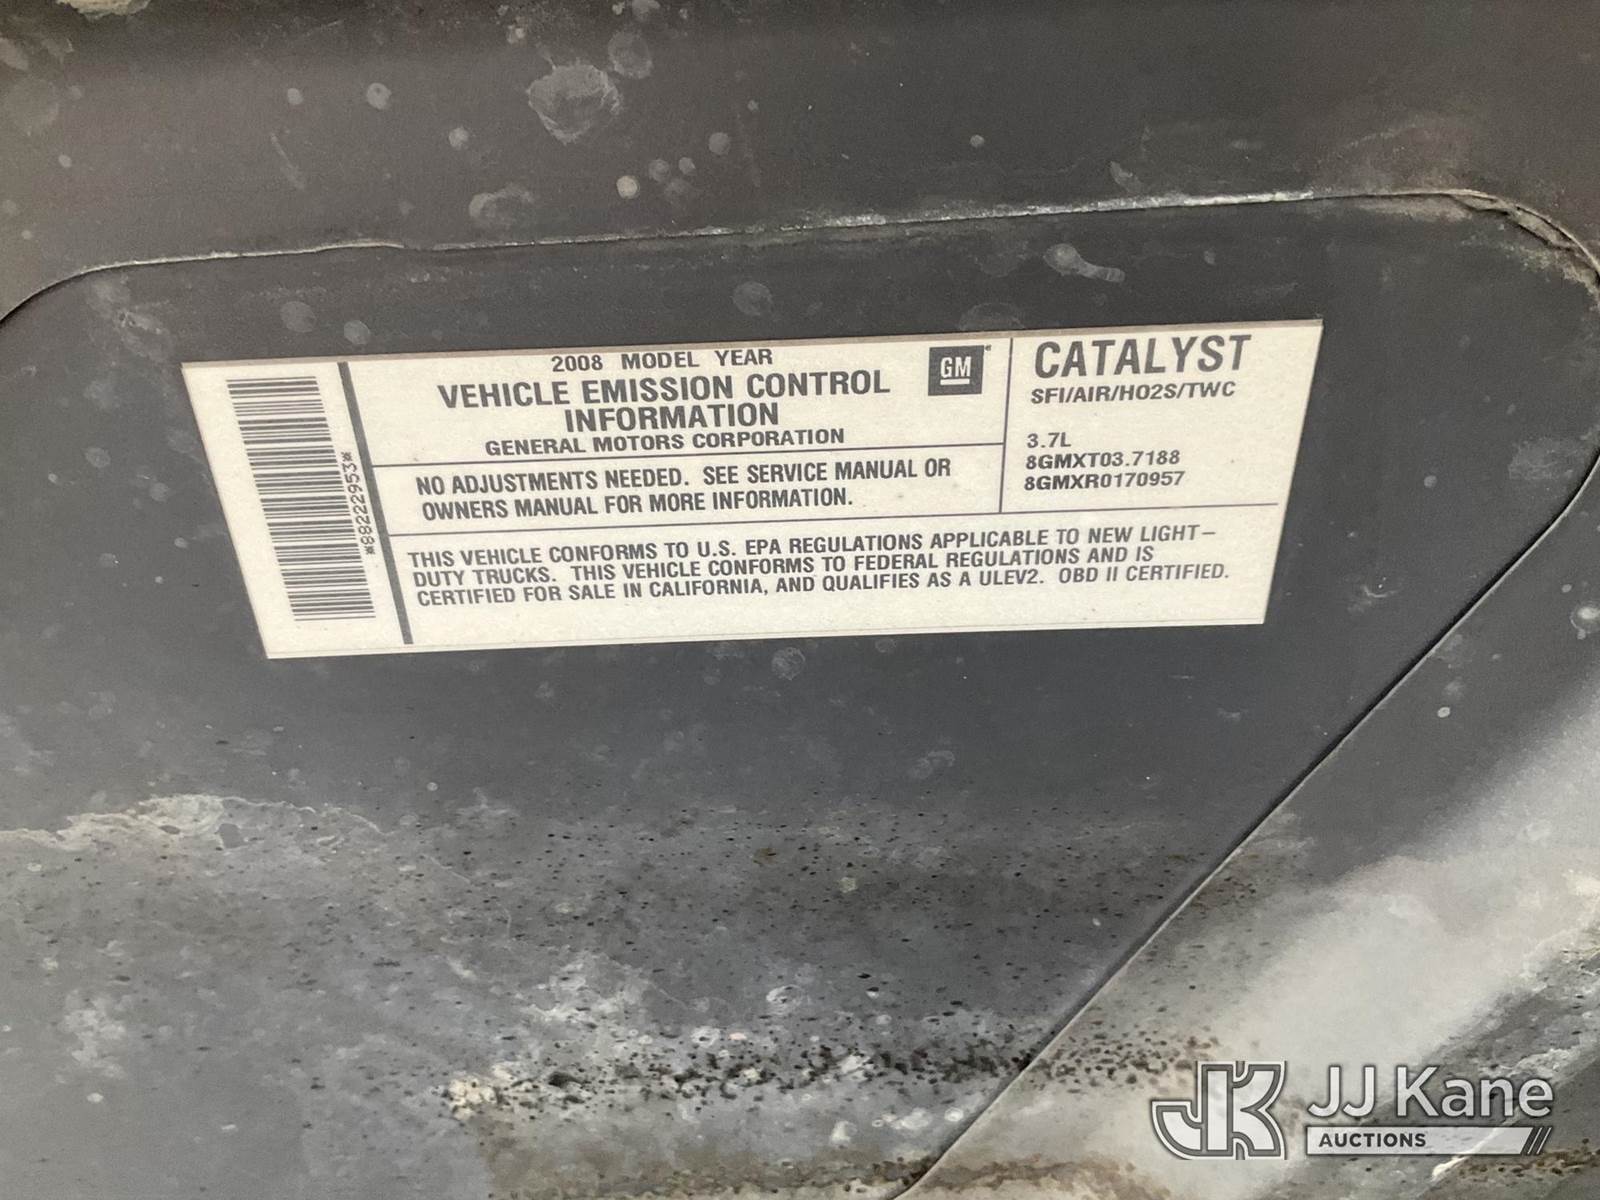 2008 MODEL YEAR
VEHICLE EMISSION CONTROL
INFORMATION
GENERAL MOTORS CORPORATION
GM
NO ADJUSTMENTS NEEDED. SEE SERVICE MANUAL OR
OWNERS MANUAL FOR MORE INFORMATION.
CATALYST
SFI/AIR/HO2S/TWC
3.7L
8GMXT03.7188
8GMXR0170957
THIS VEHICLE CONFORMS TO U.S. EPA REGULATIONS APPLICABLE TO NEW LIGHT-
DUTY TRUCKS. THIS VEHICLE CONFORMS TO FEDERAL REGULATIONS AND IS
CERTIFIED FOR SALE IN CALIFORNIA, AND QUALIFIES AS A ULEV2. OBD II CERTIFIED.
*88222953*
JK JJ Kane
AUCTIONS